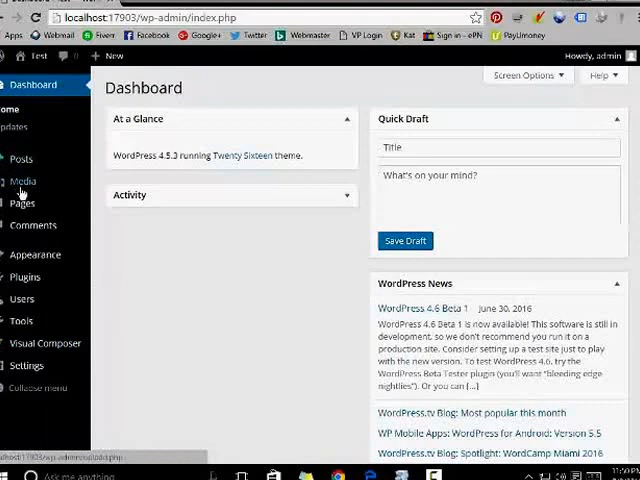 localhost:17903/wp-admin/index.php
Apps Webmail Fiverr Facebook Google+ Twitter Webmaster VP Login Kat Sign in - ePN PayUmoney
Test + New Howdy, admin
Screen Options Help
Dashboard
Home
Updates
Posts
Media
Pages
Comments
Appearance
Plugins
Users
Tools
Visual Composer
Settings
Collapse menu
Dashboard
At a Glance
WordPress 4.5.3 running Twenty Sixteen theme.
Activity
Quick Draft
Title
What's on your mind?
Save Draft
WordPress News
WordPress 4.6 Beta 1 June 30, 2016
WordPress 4.6 Beta 1 is now available! This software is still in
development, so we don't recommend you run it on a
production site. Consider setting up a test site just to play
with the new version. To test WordPress 4.6, try the
WordPress Beta Tester plugin (you'll want "bleeding edge
nightlies"). Or you can [...]
WordPress.tv Blog: Most popular this month
WP Mobile Apps: WordPress for Android: Version 5.5
WordPress.tv Blog: Spotlight: WordCamp Miami 2016
Ask me anything
11:50 PM